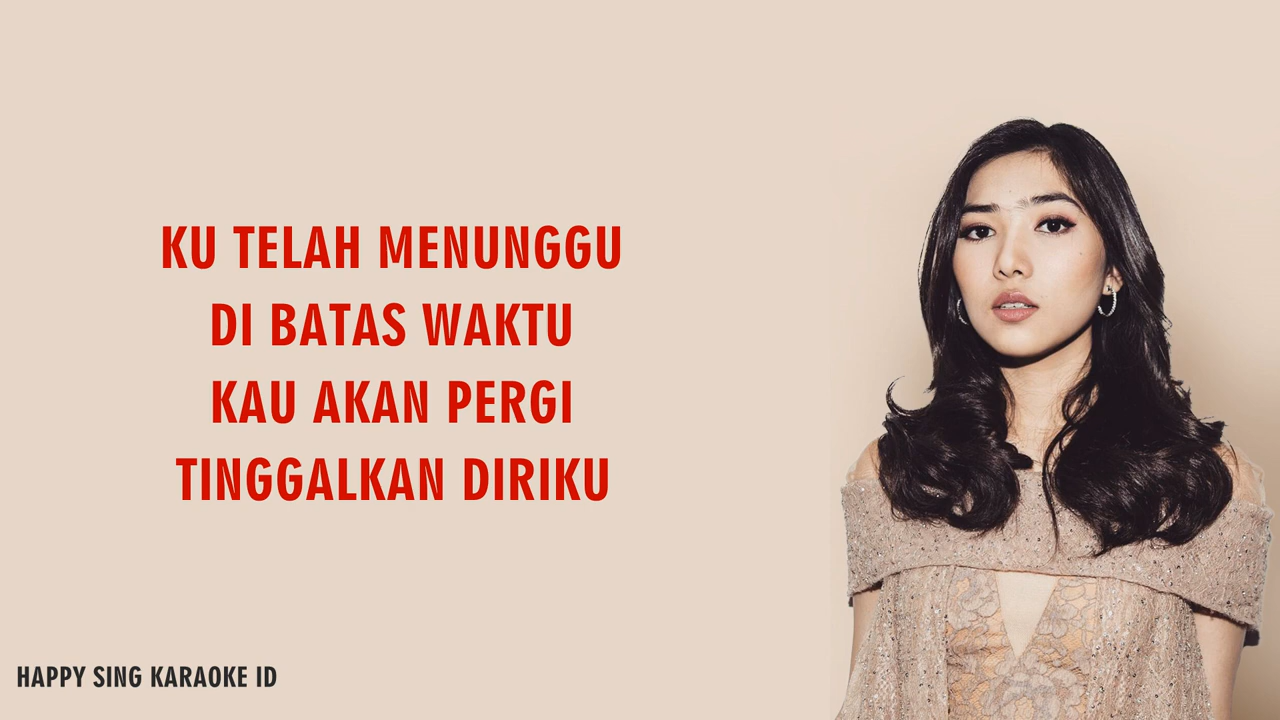 KU TELAH MENUNGGU
DI BATAS WAKTU
KAU AKAN PERGI
TINGGALKAN DIRIKU
HAPPY SING KARAOKE ID